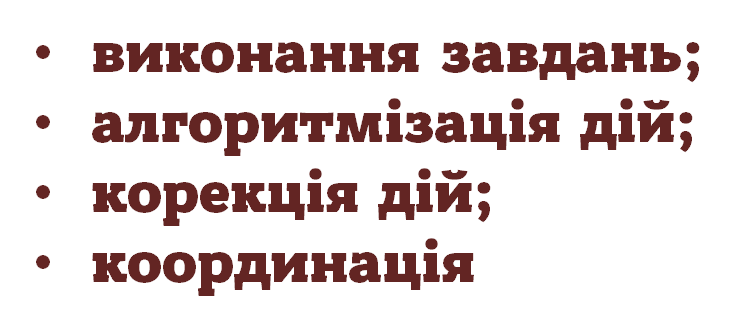 • виконання завдань;
• алгоритмізація дій;
• корекція дій;
• координація